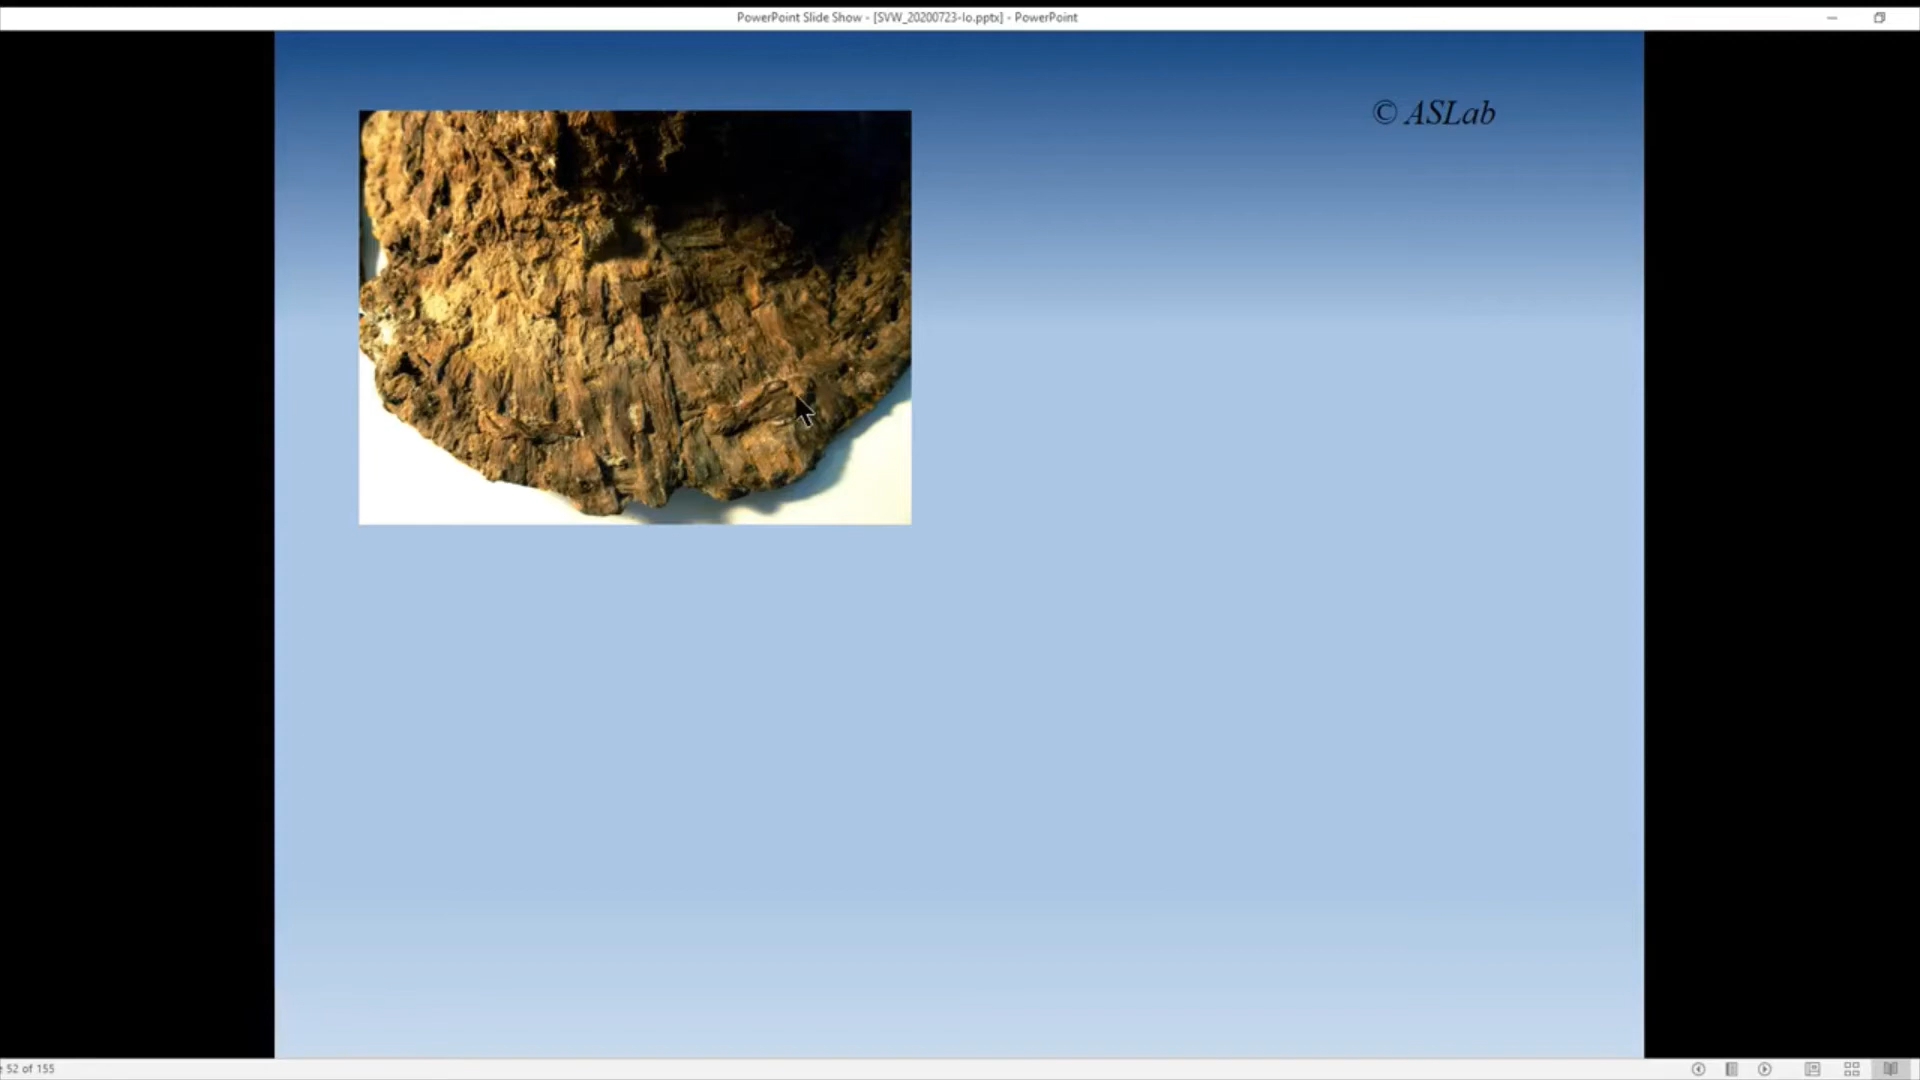 PowerPoint Slide Show - [SVW_20200723-lo.pptx] - PowerPoint
© ASLab
52 of 155